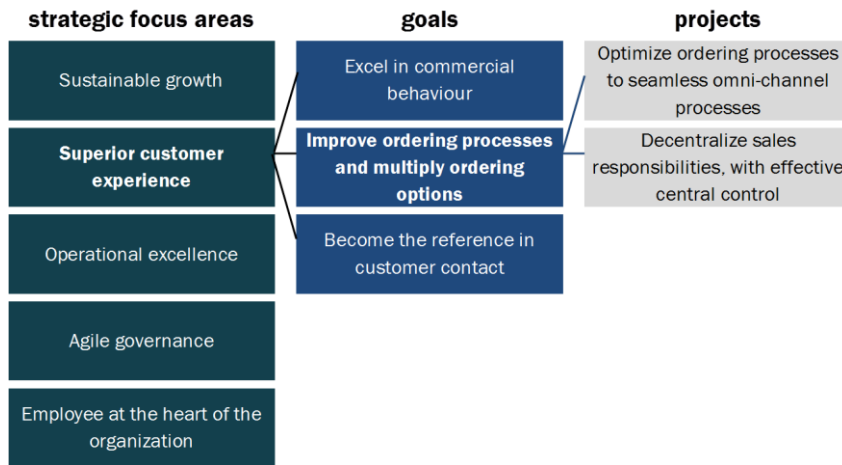 strategic focus areas
goals
projects
Sustainable growth
Superior customer
experience
Operational excellence
Agile governance
Employee at the heart of the
organization
Excel in commercial
behaviour
Improve ordering processes
and multiply ordering
options
Become the reference in
customer contact
Optimize ordering processes
to seamless omni-channel
processes
Decentralize sales
responsibilities, with effective
central control